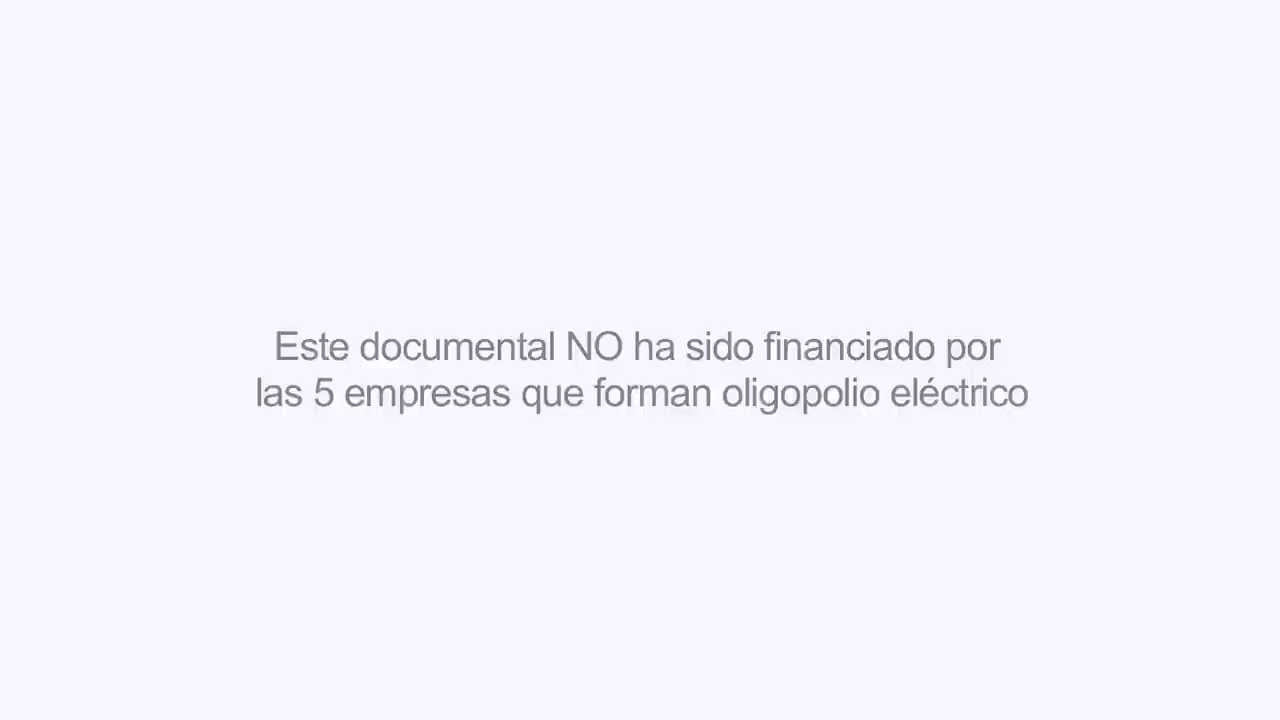 Este documental NO ha sido financiado por
las 5 empresas que forman oligopolio eléctrico